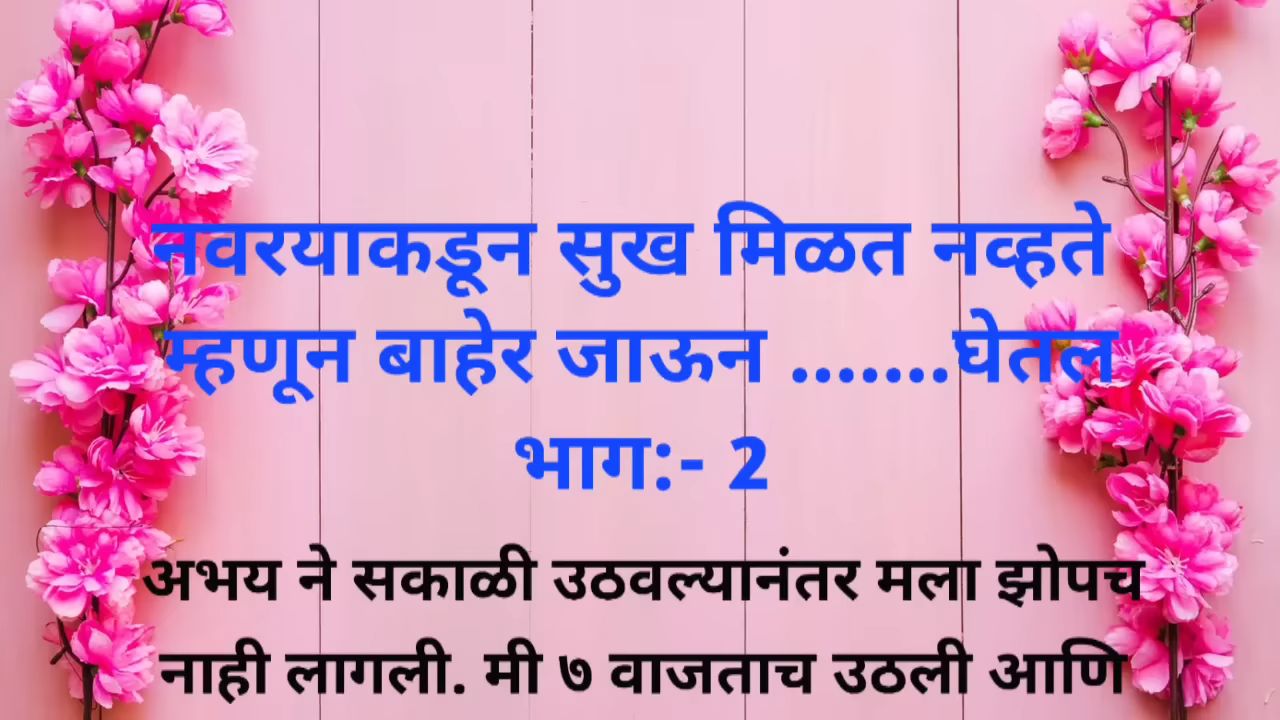 नवरयाकडून सुख मिळत नव्हते
म्हणून बाहेर जाऊन .......घेतल
भाग:- 2
अभय ने सकाळी उठवल्यानंतर मला झोपच
नाही लागली. मी ७ वाजताच उठली आणि